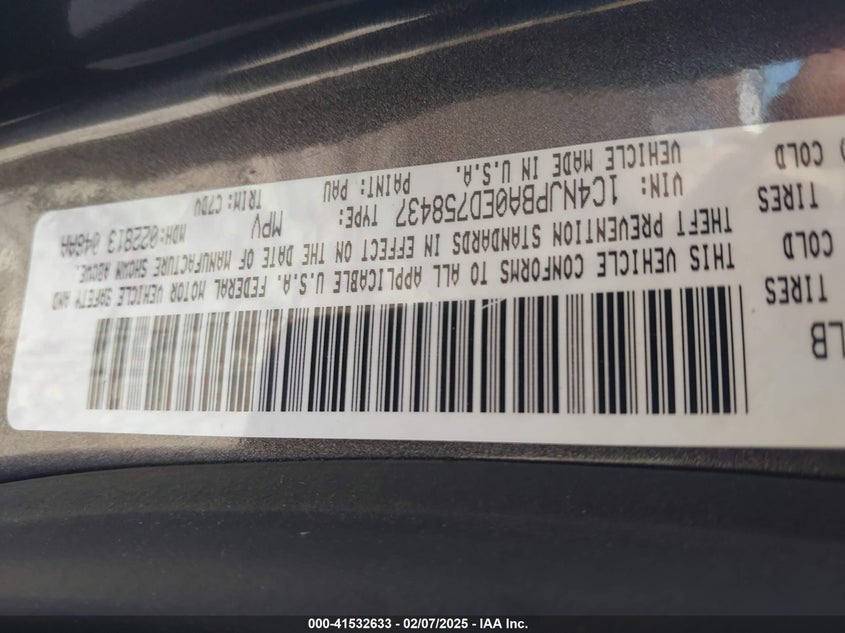 LB
TIRES
COLD
TIRES
COLD
THIS VEHICLE CONFORMS TO ALL APPLICABLE U.S.A. FEDERAL MOTOR VEHICLE SAFETY AND
THEFT PREVENTION STANDARDS IN EFFECT ON THE DATE OF MANUFACTURE SHOWN ABOVE.
VIN: 1C4NJPBA0ED758437 TYPE: MPV MDH:022813 046AA
VEHICLE MADE IN U.S.A. PAINT: PAU TRIM: C7DV
000-41532633 - 02/07/2025 - IAA Inc.